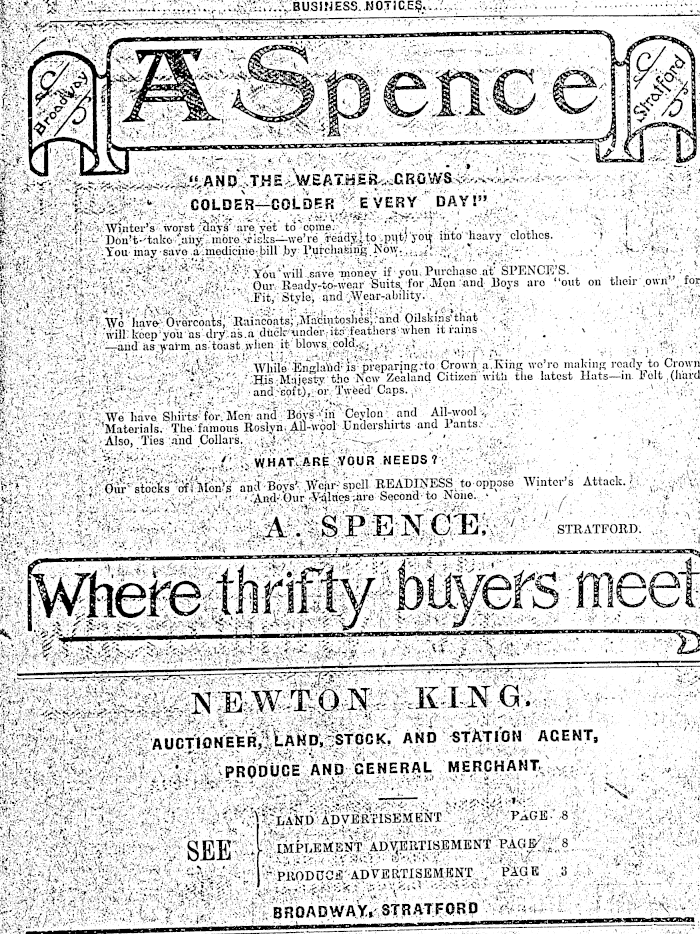 BUSINESS NOTICES.
Broadway
A Spence
Stratford
"AND THE WEATHER GROWS
COLDER—COLDER EVERY DAY!"
Winter's worst days are yet to come.
Don't take any more risks—we're ready to put you into heavy clothes.
You may save a medicine bill by Purchasing Now.
You will save money if you Purchase at SPENCE'S.
Our Ready-to-wear Suits for Men and Boys are "out on their own" for
Fit, Style, and Wear-ability.
We have Overcoats, Raincoats, Macintoshes, and Oilskins that
will keep you as dry as a duck under its feathers when it rains
—and as warm as toast when it blows cold.
While England is preparing to Crown a King we're making ready to Crown
His Majesty the New Zealand Citizen with the latest Hats—in Felt (hard
and soft), or Tweed Caps.
We have Shirts for Men and Boys in Ceylon and All-wool
Materials. The famous Roslyn All-wool Undershirts and Pants.
Also, Ties and Collars.
WHAT ARE YOUR NEEDS?
Our stocks of Men's and Boys' Wear spell READINESS to oppose Winter's Attack.
And Our Values are Second to None.
A. SPENCE, STRATFORD.
Where thrifty buyers meet
NEWTON KING.
AUCTIONEER, LAND, STOCK, AND STATION AGENT,
PRODUCE AND GENERAL MERCHANT
SEE
LAND ADVERTISEMENT PAGE 8
IMPLEMENT ADVERTISEMENT PAGE 8
PRODUCE ADVERTISEMENT PAGE 3
BROADWAY, STRATFORD